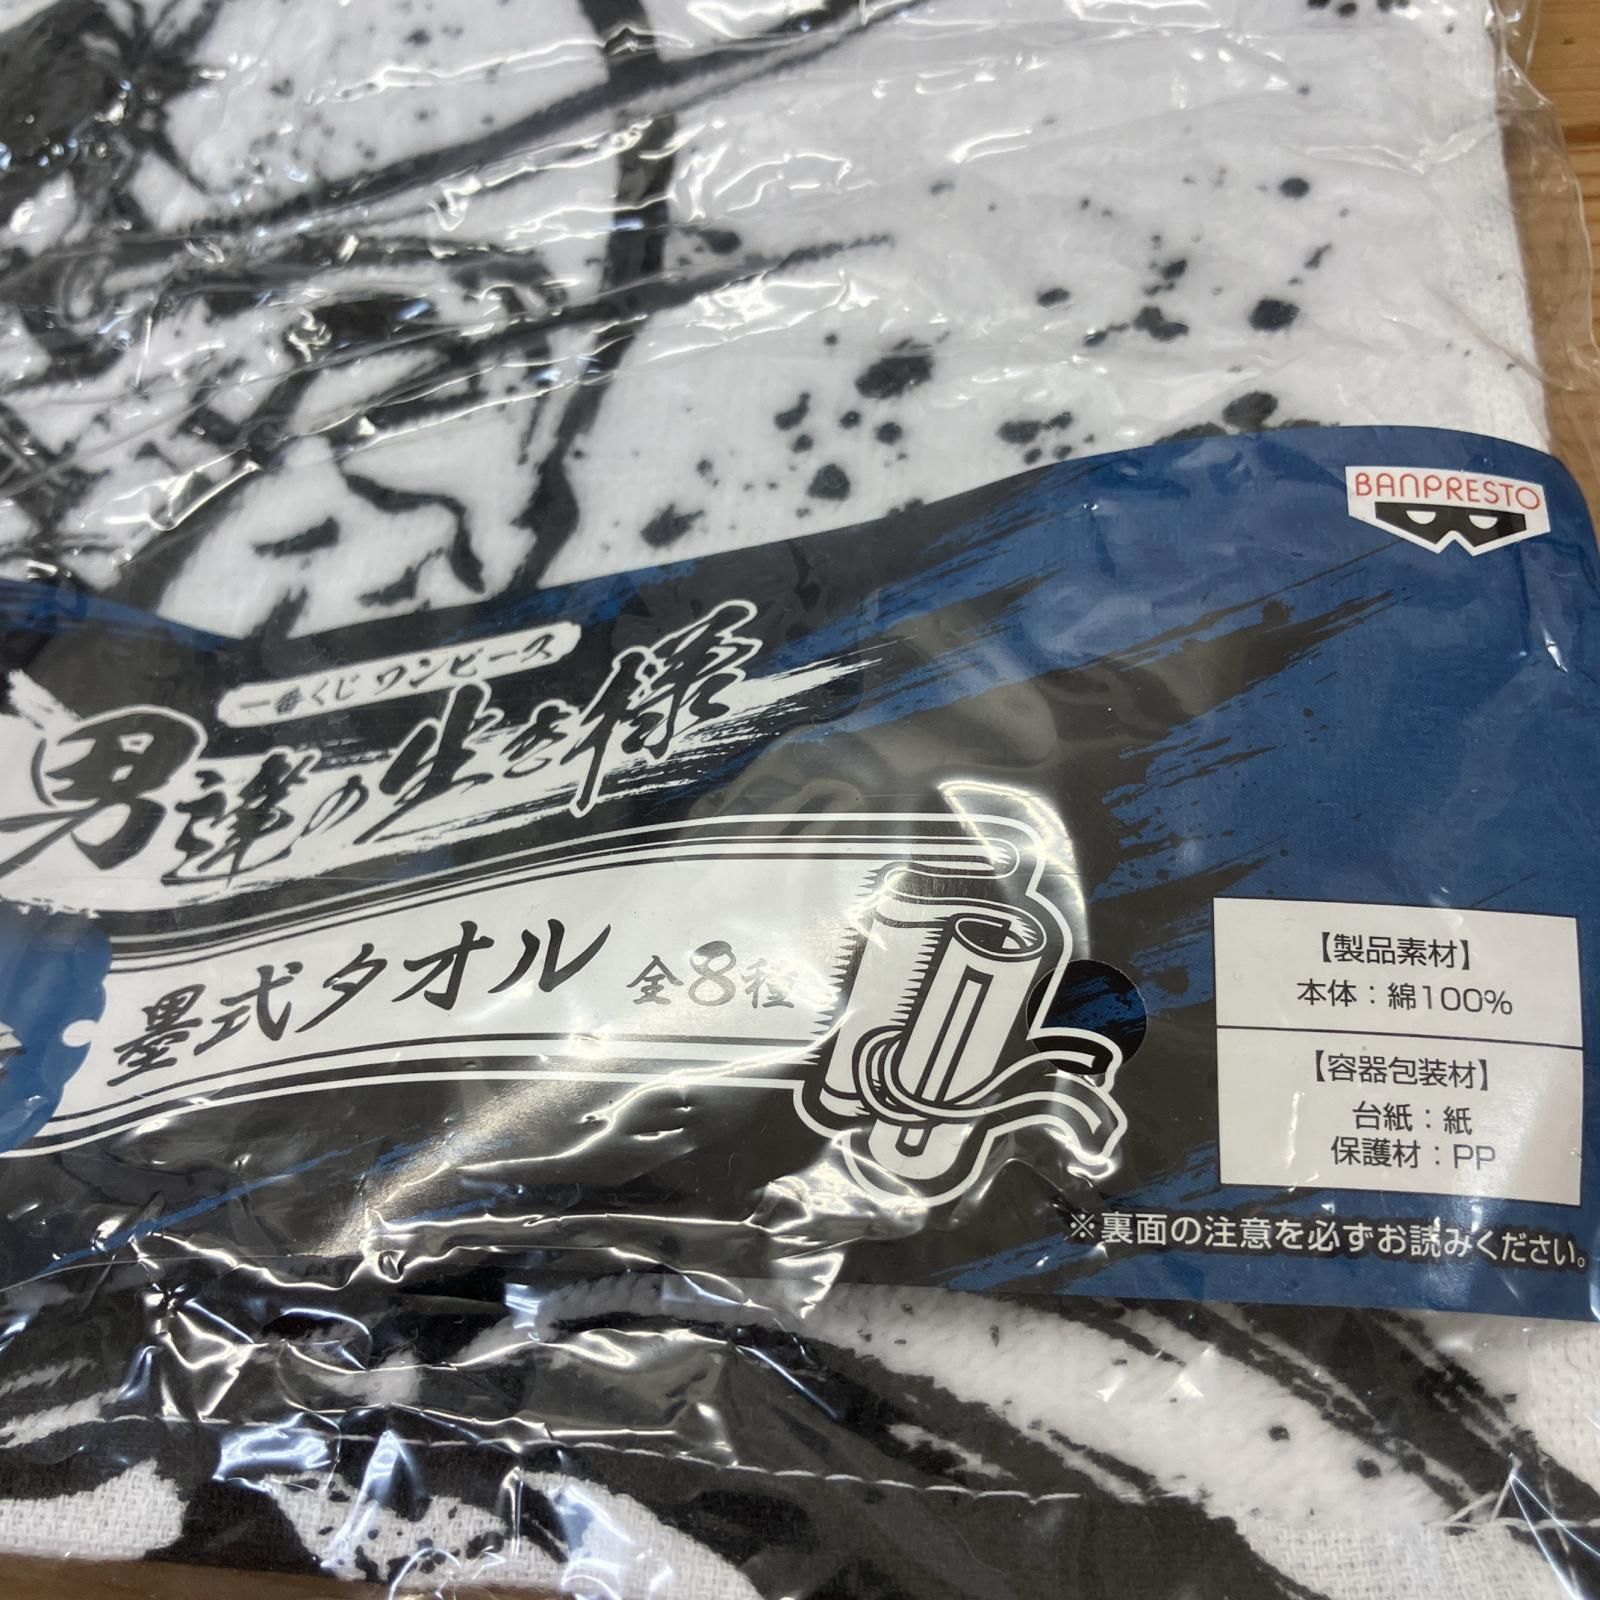 BANPRESTO
一番くじ ワンピース
男達の生き様
墨式タオル 全8種
【製品素材】
本体：綿100%
【容器包装材】
台紙：紙
保護材：PP
※裏面の注意を必ずお読みください。